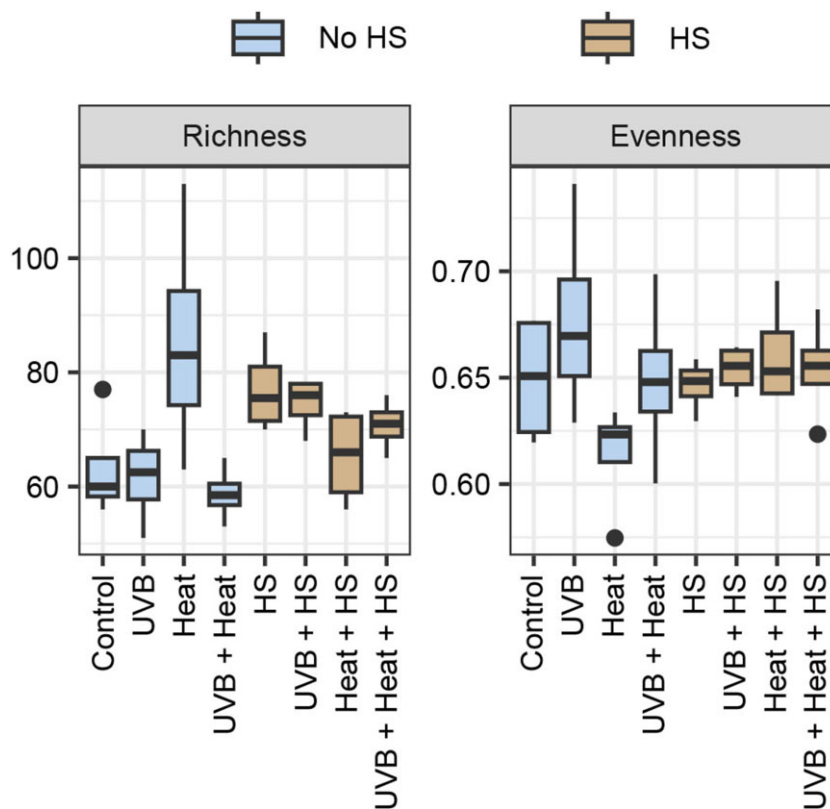 No HS
HS
Richness
Evenness
100
80
60
0.70
0.65
0.60
Control
UVB
Heat
UVB + Heat
HS
UVB + HS
Heat + HS
UVB + Heat + HS
Control
UVB
Heat
UVB + Heat
HS
UVB + HS
Heat + HS
UVB + Heat + HS